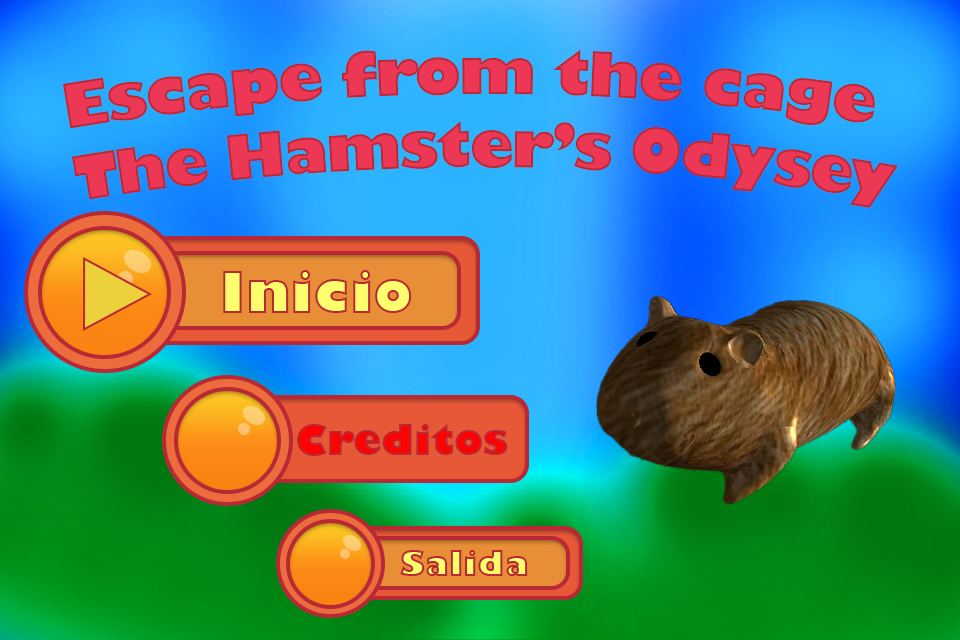 Escape from the cage
The Hamster's Odysey
Inicio
Creditos
Salida